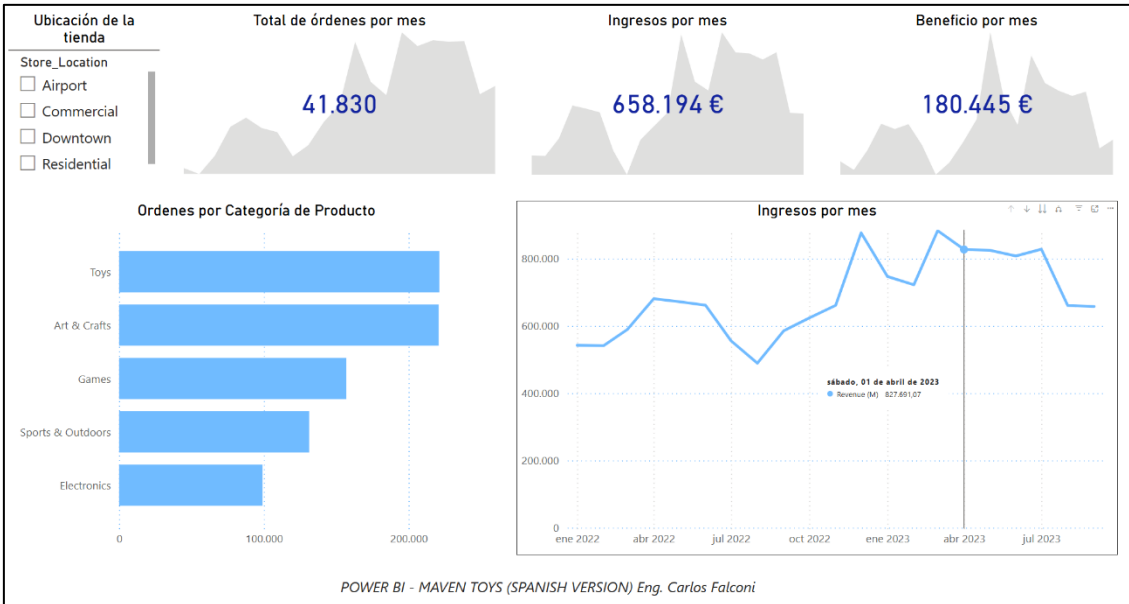 Ubicación de la
tienda
Store_Location
Airport
Commercial
Downtown
Residential
Total de órdenes por mes
41.830
Ingresos por mes
658.194 €
Beneficio por mes
180.445 €
Ordenes por Categoría de Producto
Toys
Art & Crafts
Games
Sports & Outdoors
Electronics
0
100.000
200.000
Ingresos por mes
800.000
600.000
400.000
200.000
0
sábado, 01 de abril de 2023
Revenue (M) 827.691,07
ene 2022
abr 2022
jul 2022
oct 2022
ene 2023
abr 2023
jul 2023
POWER BI - MAVEN TOYS (SPANISH VERSION) Eng. Carlos Falconi